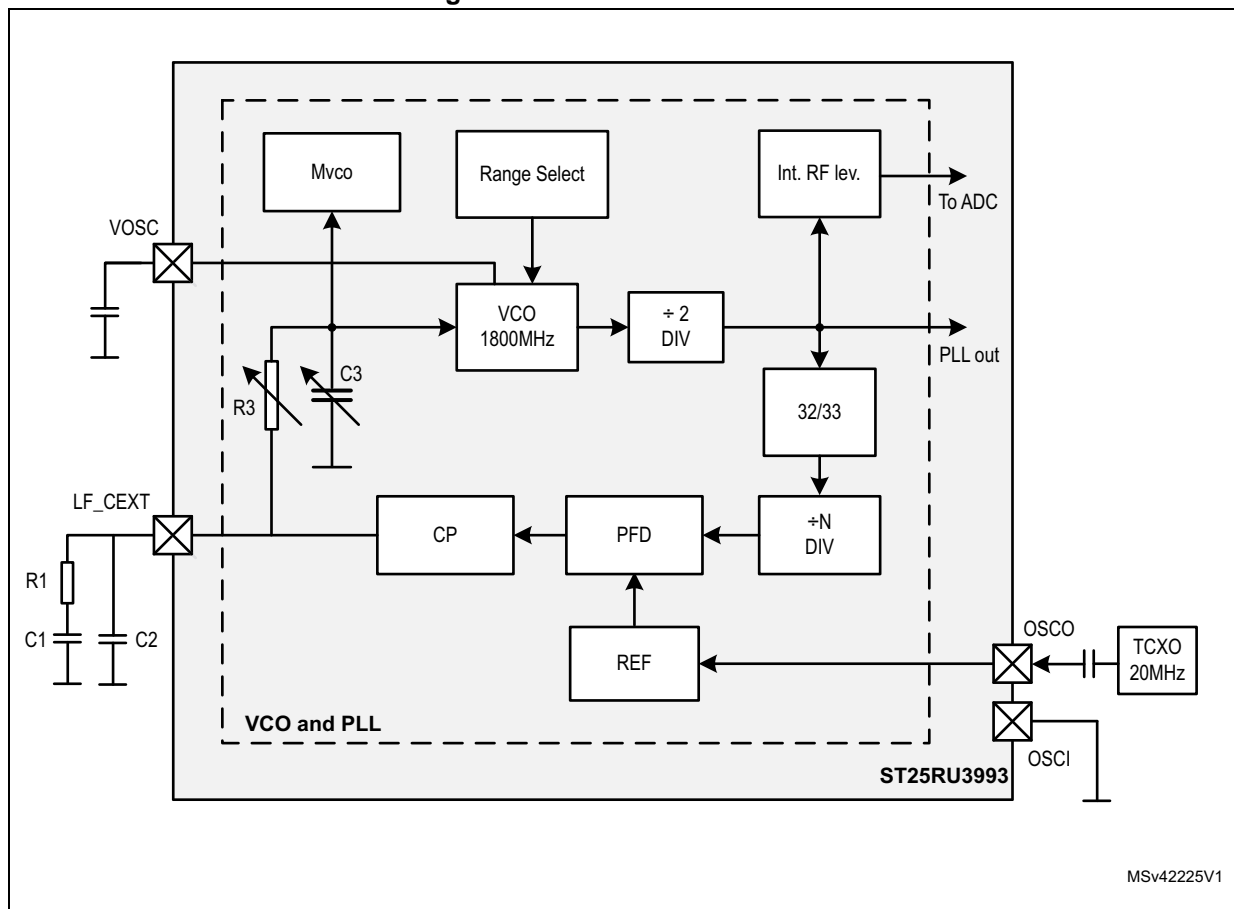 g
Mvco
Range Select
Int. RF lev.
To ADC
VOSC
VCO
1800MHz
÷ 2
DIV
PLL out
C3
R3
32/33
LF_CEXT
CP
PFD
÷N
DIV
R1
C1
C2
REF
OSCO
TCXO
20MHz
OSCI
VCO and PLL
ST25RU3993
MSv42225V1